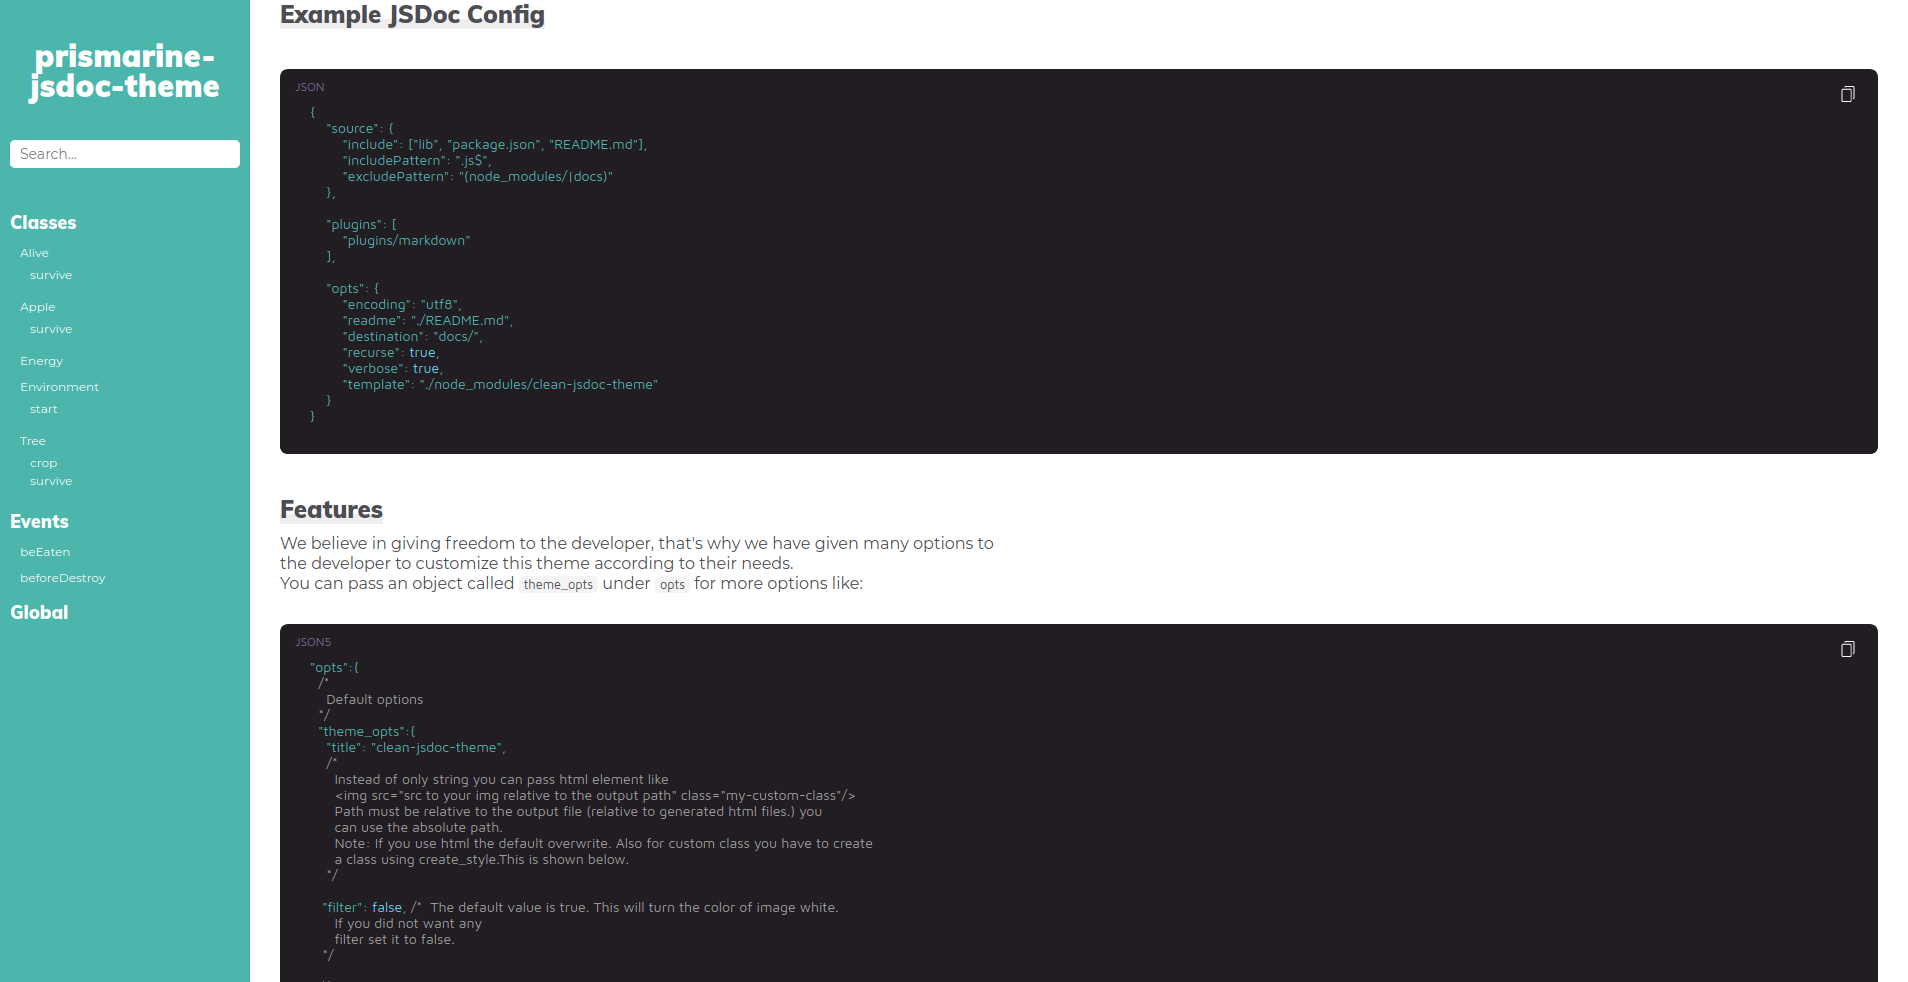 prismarine-
jsdoc-theme
Search...
Classes
Alive
survive
Apple
survive
Energy
Environment
start
Tree
crop
survive
Events
beEaten
beforeDestroy
Global
Example JSDoc Config
JSON
{
"source": {
"include": ["lib", "package.json", "README.md"],
"includePattern": ".js$",
"excludePattern": "(node_modules/|docs)"
},
"plugins": [
"plugins/markdown"
],
"opts": {
"encoding": "utf8",
"readme": "./README.md",
"destination": "docs/",
"recurse": true,
"verbose": true,
"template": "./node_modules/clean-jsdoc-theme"
}
}
Features
We believe in giving freedom to the developer, that's why we have given many options to
the developer to customize this theme according to their needs.
You can pass an object called theme_opts under opts for more options like:
JSON5
"opts":{
/*
Default options
*/
"theme_opts":{
"title": "clean-jsdoc-theme",
/*
Instead of only string you can pass html element like
<img src="src to your img relative to the output path" class="my-custom-class"/>
Path must be relative to the output file (relative to generated html files.) you
can use the absolute path.
Note: If you use html the default overwrite. Also for custom class you have to create
a class using create_style.This is shown below.
*/
"filter": false, /* The default value is true. This will turn the color of image white.
If you did not want any
filter set it to false.
*/